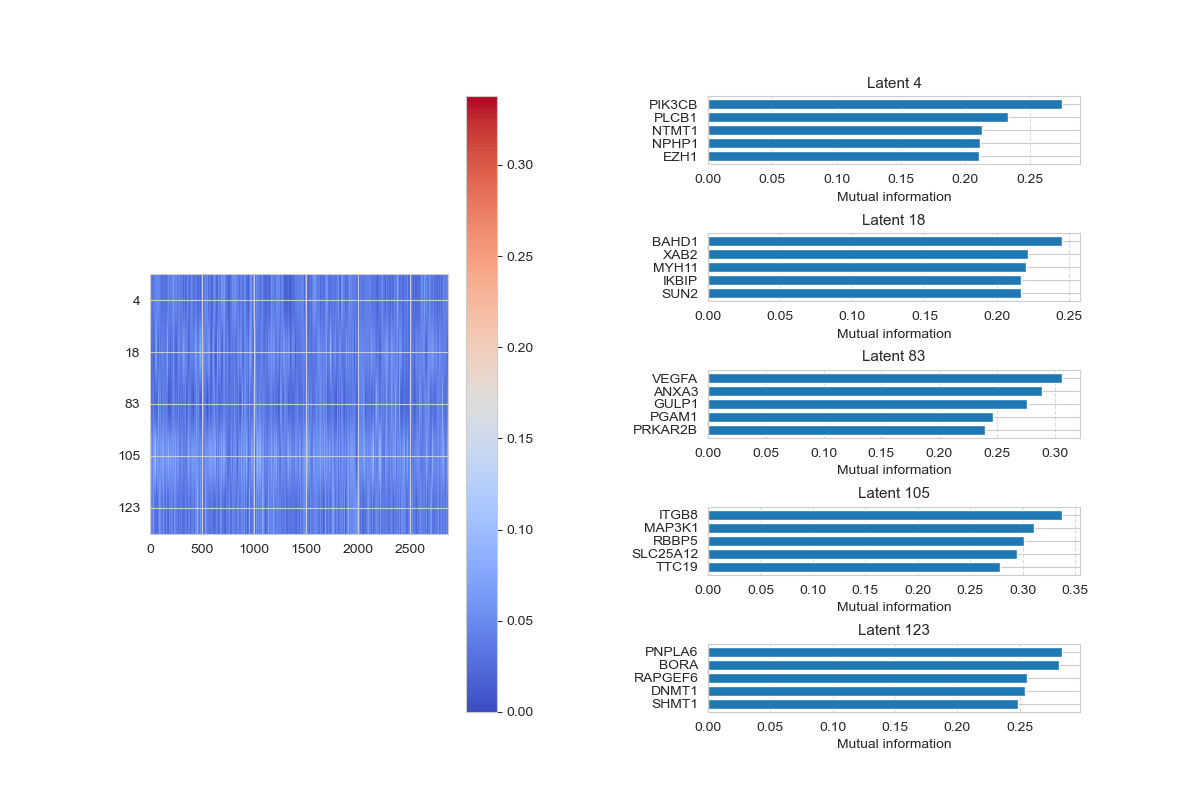 4
18
83
105
123
0 500 1000 1500 2000 2500
0.30
0.25
0.20
0.15
0.10
0.05
0.00
Latent 4
PIK3CB
PLCB1
NTMT1
NPHP1
EZH1
0.00 0.05 0.10 0.15 0.20 0.25
Mutual information
Latent 18
BAHD1
XAB2
MYH11
IKBIP
SUN2
0.00 0.05 0.10 0.15 0.20 0.25
Mutual information
Latent 83
VEGFA
ANXA3
GULP1
PGAM1
PRKAR2B
0.00 0.05 0.10 0.15 0.20 0.25 0.30
Mutual information
Latent 105
ITGB8
MAP3K1
RBBP5
SLC25A12
TTC19
0.00 0.05 0.10 0.15 0.20 0.25 0.30 0.35
Mutual information
Latent 123
PNPLA6
BORA
RAPGEF6
DNMT1
SHMT1
0.00 0.05 0.10 0.15 0.20 0.25
Mutual information